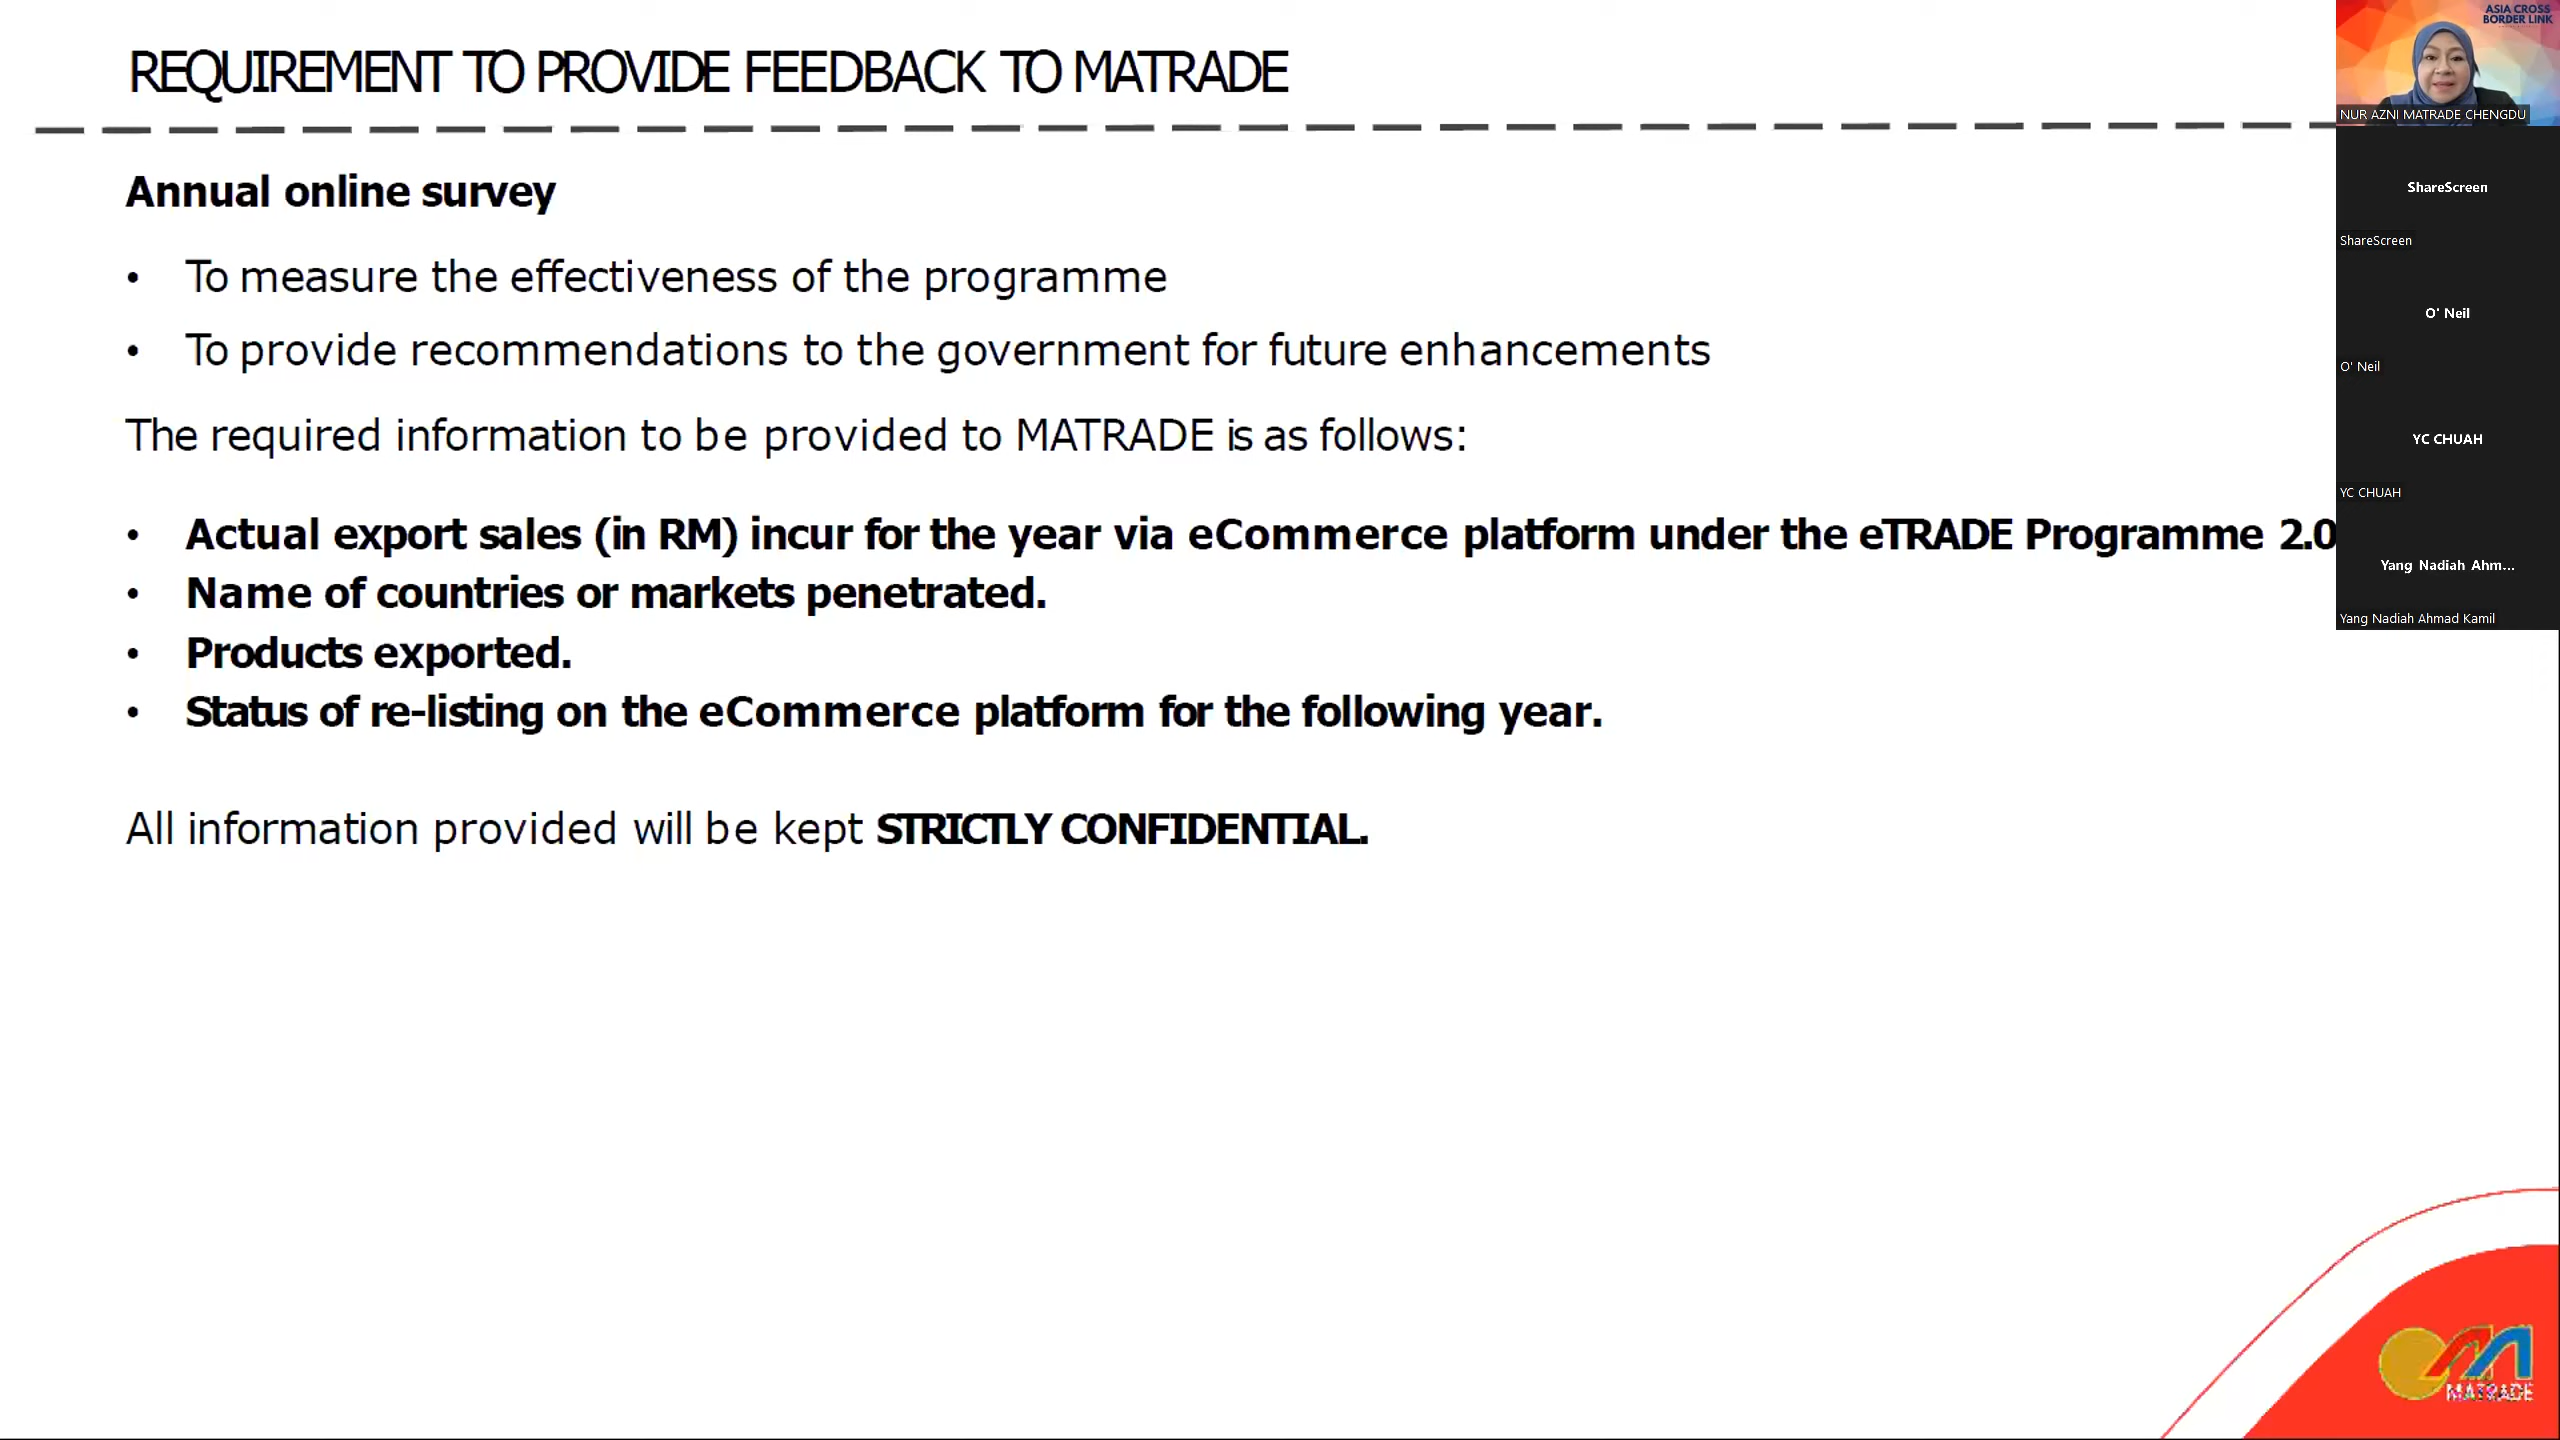 REQUIREMENT TO PROVIDE FEEDBACK TO MATRADE
Annual online survey
• To measure the effectiveness of the programme
• To provide recommendations to the government for future enhancements
The required information to be provided to MATRADE is as follows:
• Actual export sales (in RM) incur for the year via eCommerce platform under the eTRADE Programme 2.0
• Name of countries or markets penetrated.
• Products exported.
• Status of re-listing on the eCommerce platform for the following year.
All information provided will be kept STRICTLY CONFIDENTIAL.
ASIA CROSS
BORDER LINK
NUR AZNI MATRADE CHENGDU
ShareScreen
ShareScreen
O' Neil
O' Neil
YC CHUAH
YC CHUAH
Yang Nadiah Ahm...
Yang Nadiah Ahmad Kamil
MATRADE